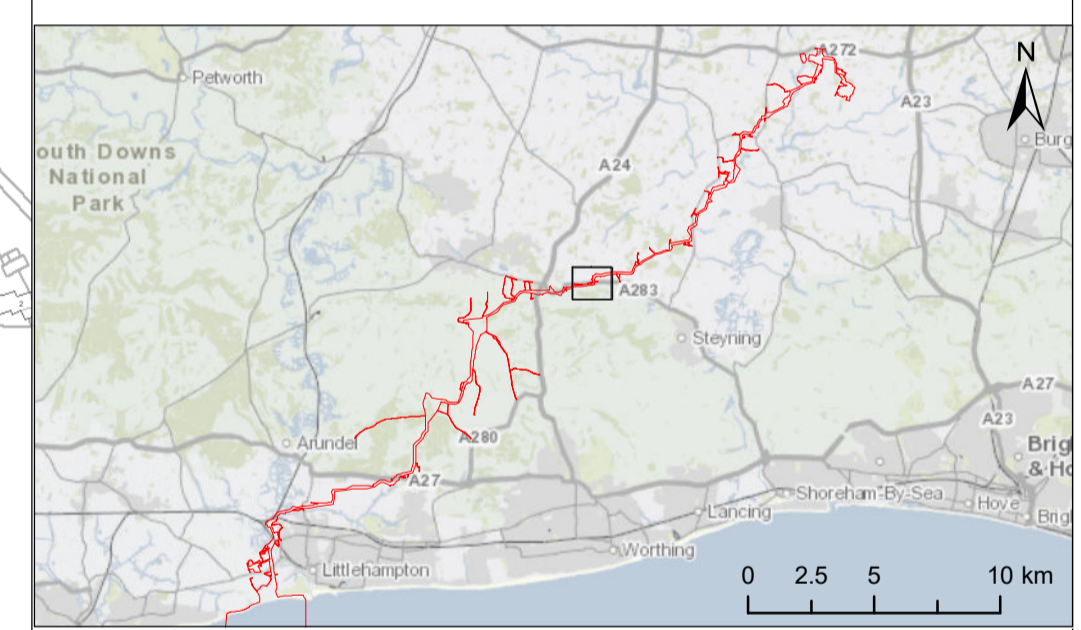 A272
N
Petworth
A23
Burg
outh Downs
National
Park
A24
A283
Steyning
A27
A23
Arundel
A280
Brig
& Ho
A27
Shoreham-By-Sea
Hove
Brig
Lancing
Worthing
Littlehampton
0 2.5 5 10 km
2